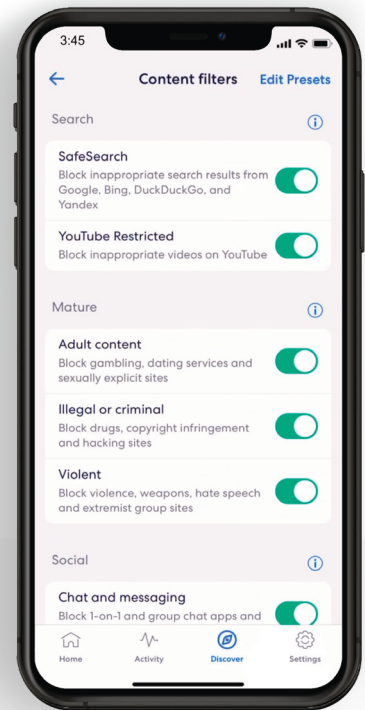 3:45
Content filters Edit Presets
Search
SafeSearch
Block inappropriate search results from
Google, Bing, DuckDuckGo, and
Yandex
YouTube Restricted
Block inappropriate videos on YouTube
Mature
Adult content
Block gambling, dating services and
sexually explicit sites
Illegal or criminal
Block drugs, copyright infringement
and hacking sites
Violent
Block violence, weapons, hate speech
and extremist group sites
Social
Chat and messaging
Block 1-on-1 and group chat apps and
Home Activity Discover Settings